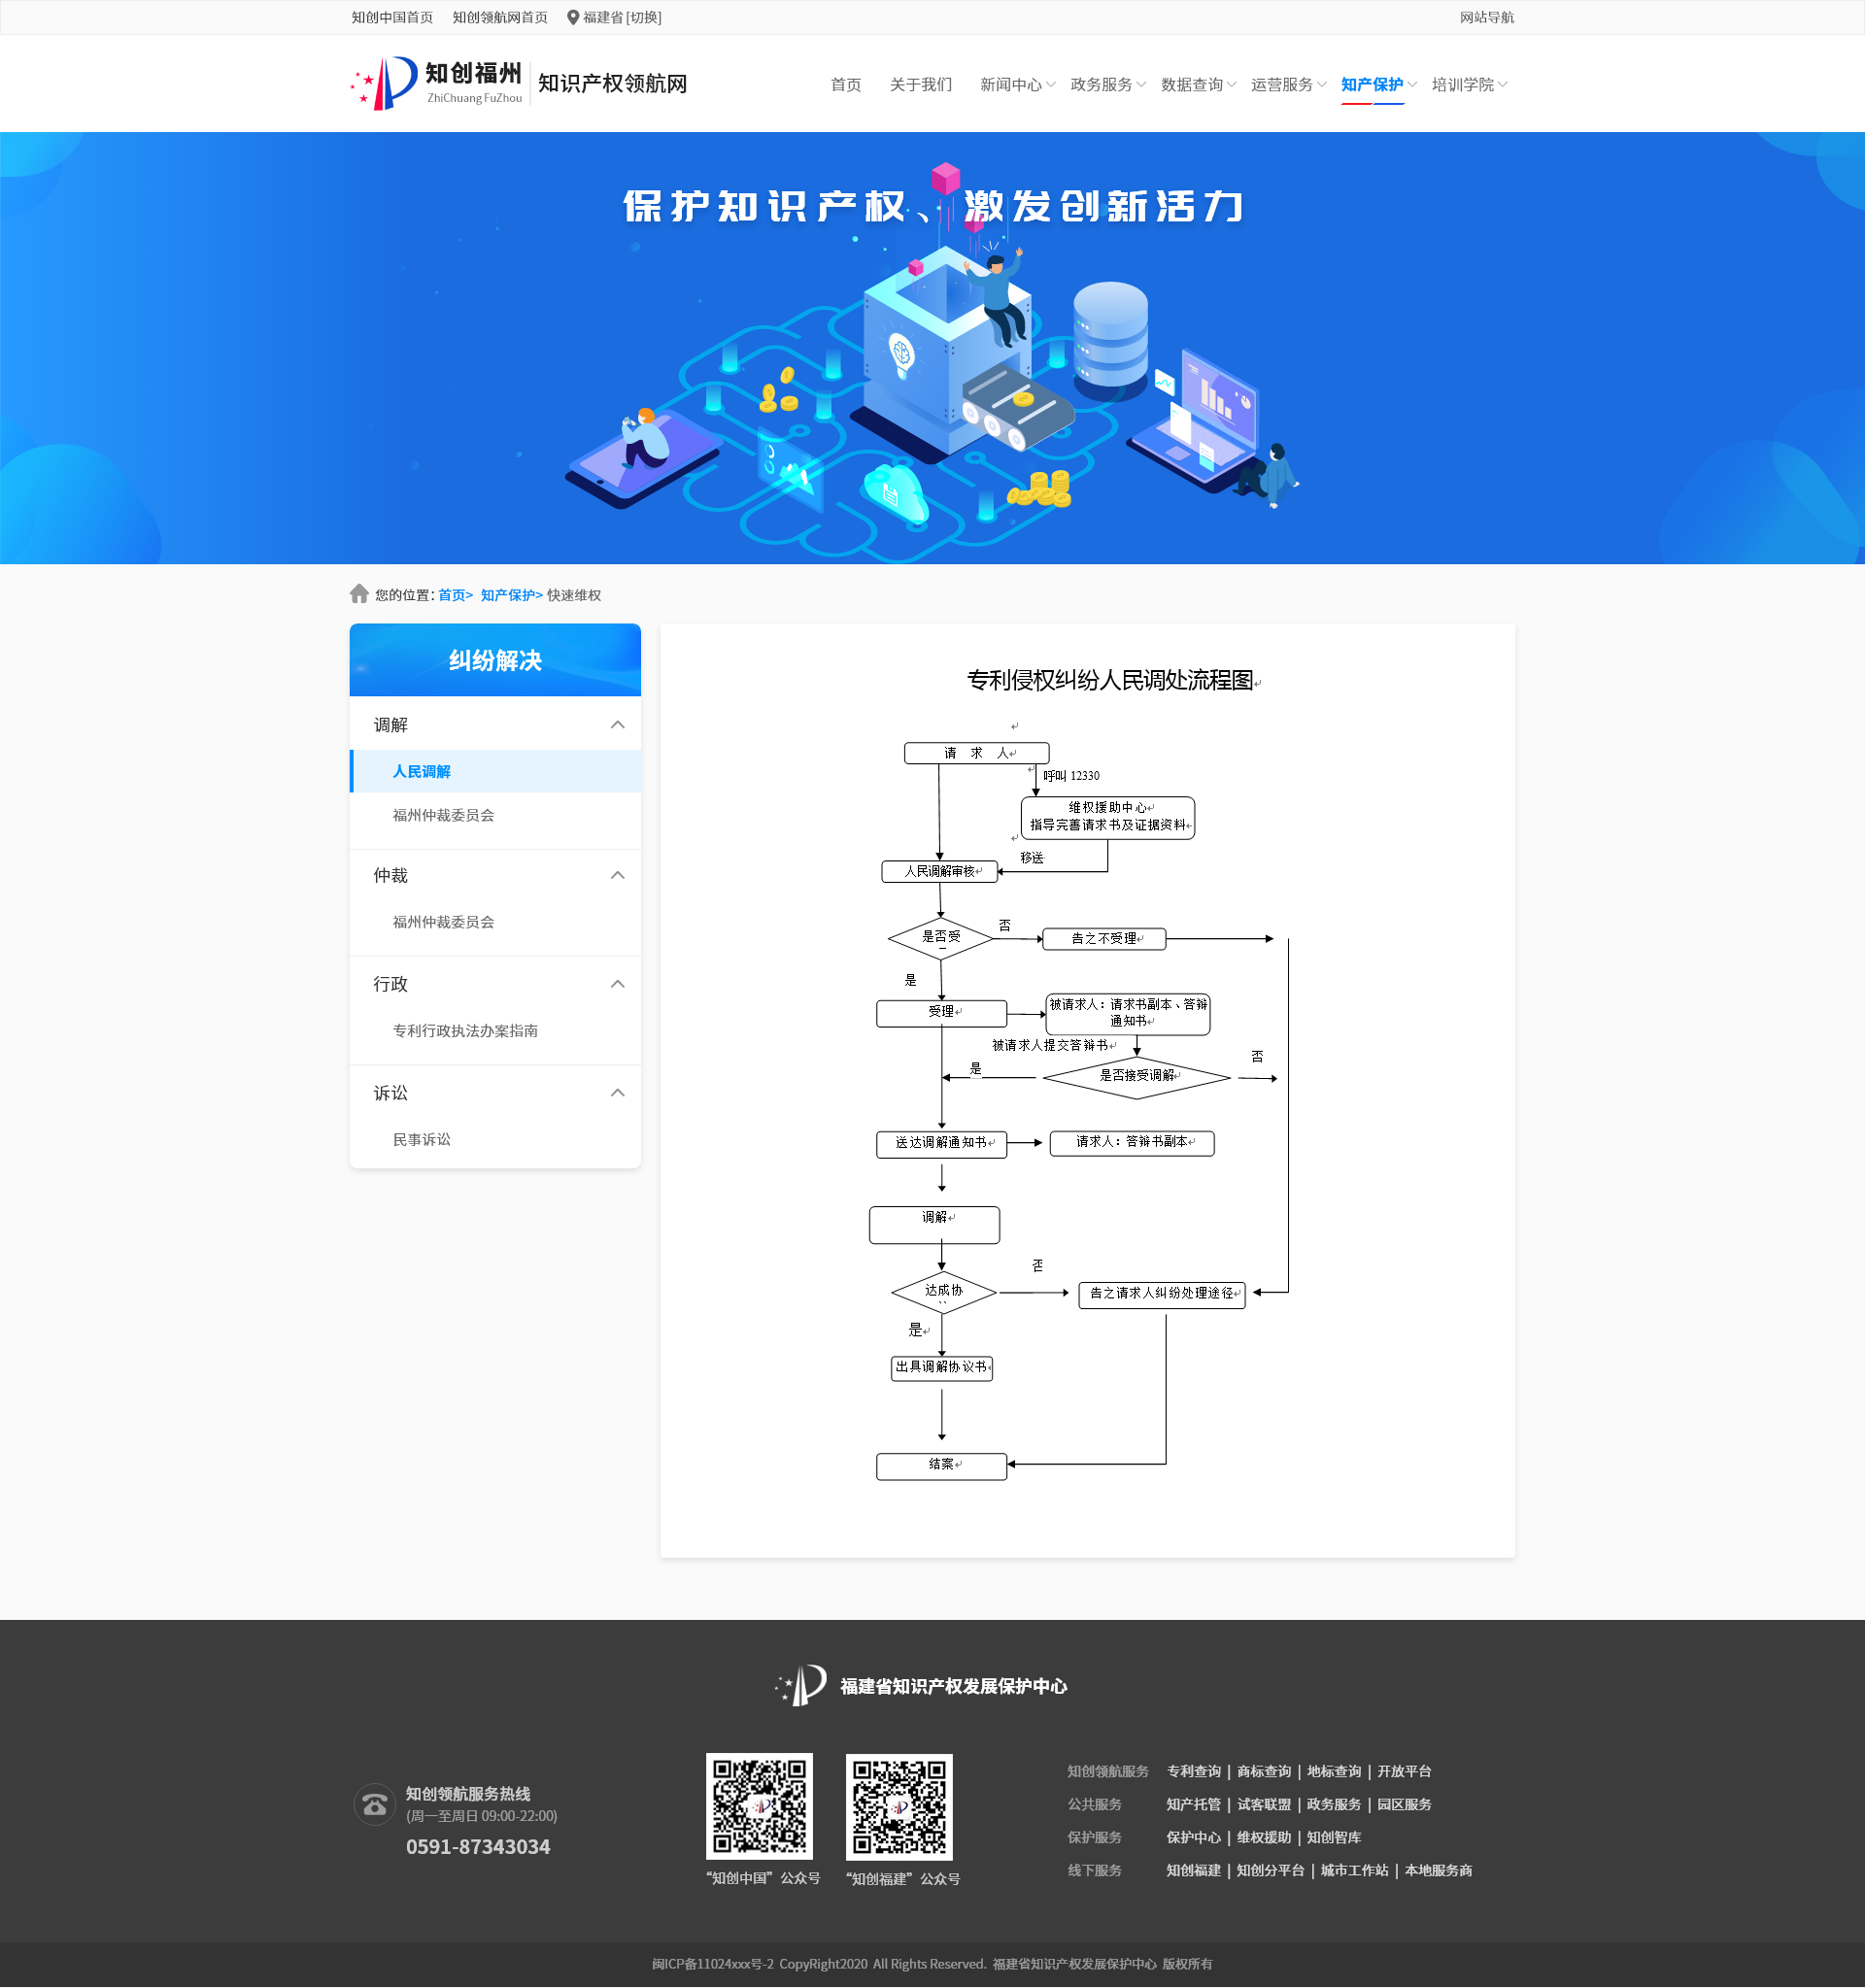 知创中国首页 知创领航网首页 福建省 [切换] 网站导航
知创福州
ZhiChuang FuZhou
知识产权领航网
首页 关于我们 新闻中心 政务服务 数据查询 运营服务 知产保护 培训学院
保护知识产权、激发创新活力
您的位置: 首页> 知产保护> 快速维权
纠纷解决
调解
人民调解
福州仲裁委员会
仲裁
福州仲裁委员会
行政
专利行政执法办案指南
诉讼
民事诉讼
专利侵权纠纷人民调处流程图
请 求 人
呼叫 12330
维权援助中心
指导完善请求书及证据资料
移送
人民调解审核
是否受
否
告之不受理
是
受理
被请求人：请求书副本、答辩
通知书
被请求人提交答辩书
是
是否接受调解
否
送达调解通知书
请求人：答辩书副本
调解
否
达成协
告之请求人纠纷处理途径
是
出具调解协议书
结案
福建省知识产权发展保护中心
知创领航服务热线
(周一至周日 09:00-22:00)
0591-87343034
“知创中国”公众号
“知创福建”公众号
知创领航服务 专利查询 | 商标查询 | 地标查询 | 开放平台
公共服务 知产托管 | 试客联盟 | 政务服务 | 园区服务
保护服务 保护中心 | 维权援助 | 知创智库
线下服务 知创福建 | 知创分平台 | 城市工作站 | 本地服务商
闽ICP备11024xxx号-2 CopyRight2020 All Rights Reserved. 福建省知识产权发展保护中心 版权所有